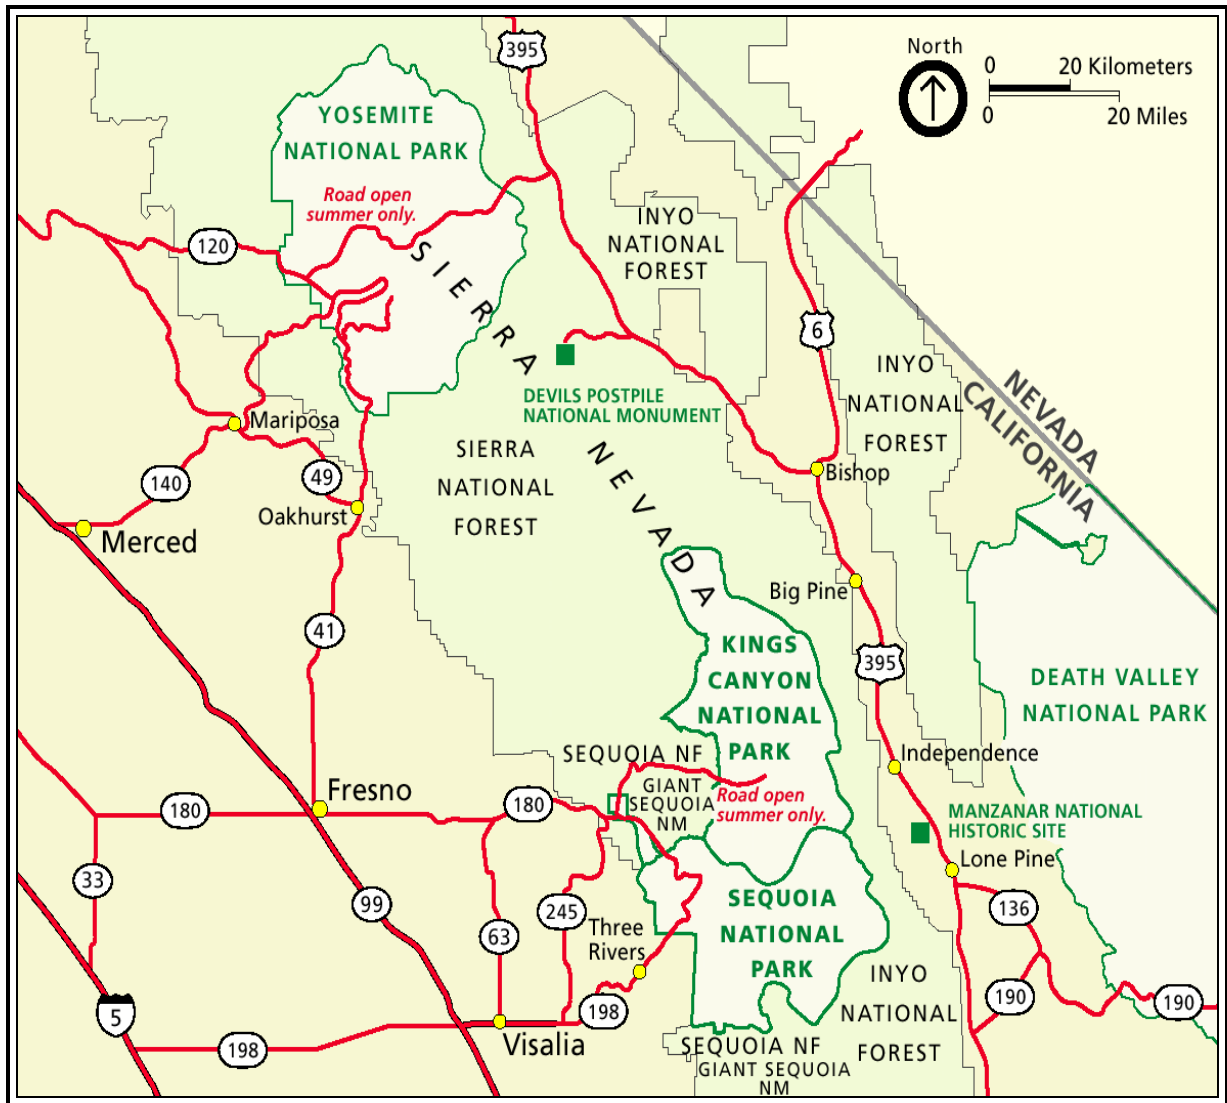 395
North
0
20 Kilometers
0
20 Miles
YOSEMITE
NATIONAL PARK
Road open
summer only.
120
SIERRA NEVADA
INYO
NATIONAL
FOREST
6
INYO
NATIONAL
FOREST
NEVADA
CALIFORNIA
DEVILS POSTPILE
NATIONAL MONUMENT
Mariposa
SIERRA
NATIONAL
FOREST
Bishop
140
49
Oakhurst
Merced
Big Pine
41
395
KINGS
CANYON
NATIONAL
PARK
DEATH VALLEY
NATIONAL PARK
SEQUOIA NF
Independence
GIANT
SEQUOIA
NM
Road open
summer only.
Fresno
180
180
MANZANAR NATIONAL
HISTORIC SITE
Lone Pine
33
99
63
245
Three
Rivers
SEQUOIA
NATIONAL
PARK
136
INYO
NATIONAL
FOREST
190
190
5
198
198
Visalia
SEQUOIA NF
GIANT SEQUOIA
NM